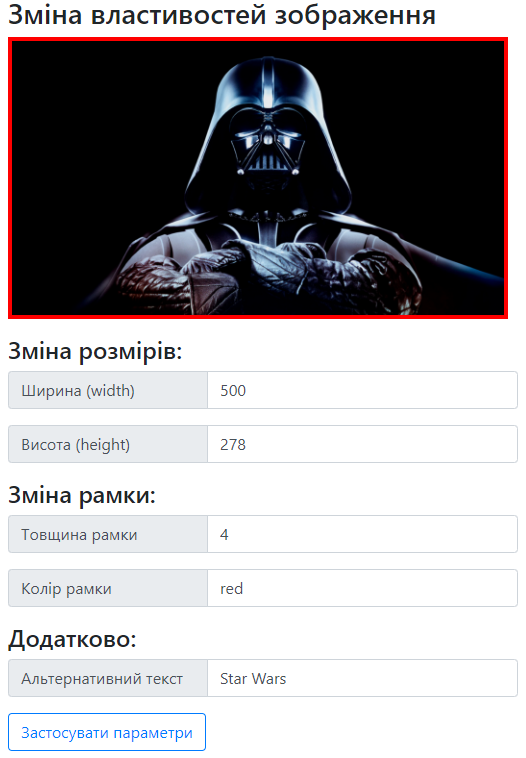 Зміна властивостей зображення
Зміна розмірів:
Ширина (width) 500
Висота (height) 278
Зміна рамки:
Товщина рамки 4
Колір рамки red
Додатково:
Альтернативний текст Star Wars
Застосувати параметри